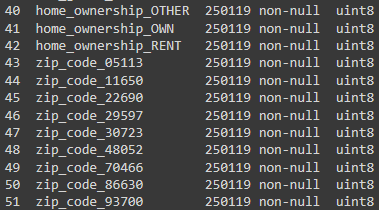 40 home_ownership_OTHER 250119 non-null uint8
41 home_ownership_OWN 250119 non-null uint8
42 home_ownership_RENT 250119 non-null uint8
43 zip_code_05113 250119 non-null uint8
44 zip_code_11650 250119 non-null uint8
45 zip_code_22690 250119 non-null uint8
46 zip_code_29597 250119 non-null uint8
47 zip_code_30723 250119 non-null uint8
48 zip_code_48052 250119 non-null uint8
49 zip_code_70466 250119 non-null uint8
50 zip_code_86630 250119 non-null uint8
51 zip_code_93700 250119 non-null uint8